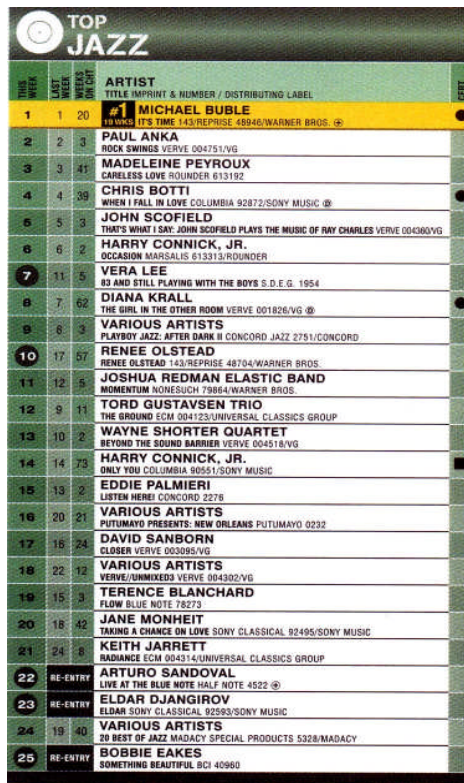 TOP
JAZZ
THIS WEEK
LAST WEEK
WEEKS ON CHT
ARTIST
TITLE IMPRINT & NUMBER / DISTRIBUTING LABEL
CERT.
1 1 20 #1 19 WKS MICHAEL BUBLE
IT'S TIME 143/REPRISE 48946/WARNER BROS.
2 2 3 PAUL ANKA
ROCK SWINGS VERVE 004751/VG
3 3 41 MADELEINE PEYROUX
CARELESS LOVE ROUNDER 613192
4 4 39 CHRIS BOTTI
WHEN I FALL IN LOVE COLUMBIA 92872/SONY MUSIC
5 5 3 JOHN SCOFIELD
THAT'S WHAT I SAY: JOHN SCOFIELD PLAYS THE MUSIC OF RAY CHARLES VERVE 004360/VG
6 6 2 HARRY CONNICK, JR.
OCCASION MARSALIS 613313/ROUNDER
7 11 5 VERA LEE
83 AND STILL PLAYING WITH THE BOYS S.D.E.G. 1954
8 7 62 DIANA KRALL
THE GIRL IN THE OTHER ROOM VERVE 001826/VG
9 8 3 VARIOUS ARTISTS
PLAYBOY JAZZ: AFTER DARK II CONCORD JAZZ 2751/CONCORD
10 17 57 RENEE OLSTEAD
RENEE OLSTEAD 143/REPRISE 48704/WARNER BROS.
11 12 5 JOSHUA REDMAN ELASTIC BAND
MOMENTUM NONESUCH 79864/WARNER BROS.
12 9 11 TORD GUSTAVSEN TRIO
THE GROUND ECM 004123/UNIVERSAL CLASSICS GROUP
13 10 2 WAYNE SHORTER QUARTET
BEYOND THE SOUND BARRIER VERVE 004518/VG
14 14 73 HARRY CONNICK, JR.
ONLY YOU COLUMBIA 90551/SONY MUSIC
15 13 2 EDDIE PALMIERI
LISTEN HERE! CONCORD 2276
16 20 21 VARIOUS ARTISTS
PUTUMAYO PRESENTS: NEW ORLEANS PUTUMAYO 0232
17 16 24 DAVID SANBORN
CLOSER VERVE 003095/VG
18 22 12 VARIOUS ARTISTS
VERVE//UNMIXED3 VERVE 004302/VG
19 15 3 TERENCE BLANCHARD
FLOW BLUE NOTE 78273
20 18 42 JANE MONHEIT
TAKING A CHANCE ON LOVE SONY CLASSICAL 92495/SONY MUSIC
21 24 8 KEITH JARRETT
RADIANCE ECM 004314/UNIVERSAL CLASSICS GROUP
22 RE-ENTRY ARTURO SANDOVAL
LIVE AT THE BLUE NOTE HALF NOTE 4522
23 RE-ENTRY ELDAR DJANGIROV
ELDAR SONY CLASSICAL 92593/SONY MUSIC
24 19 40 VARIOUS ARTISTS
20 BEST OF JAZZ MADACY SPECIAL PRODUCTS 5328/MADACY
25 RE-ENTRY BOBBIE EAKES
SOMETHING BEAUTIFUL BCI 40960